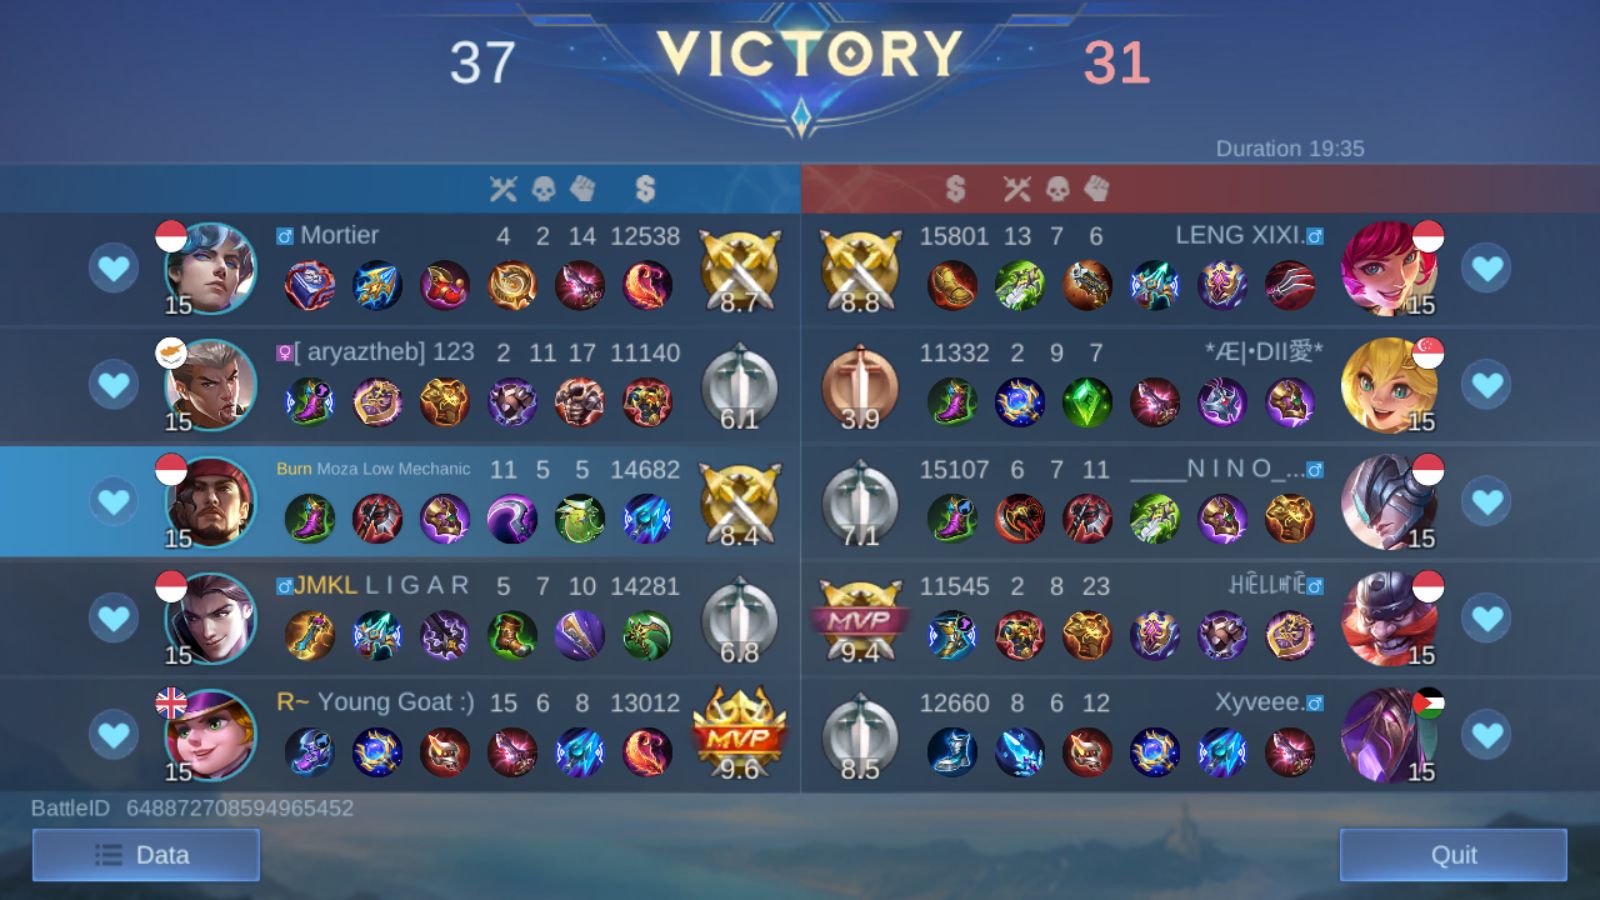 37 VICTORY 31
Duration 19:35
Mortier 4 2 14 12538
15 8.7
15801 13 7 6 LENG XIXI.
8.8 15
[ aryaztheb] 123 2 11 17 11140
15 6.1
11332 2 9 7 *Æ|•DII愛*
3.9 15
Burn Moza Low Mechanic 11 5 5 14682
15 8.4
15107 6 7 11 ____N I N O_...
7.1 15
JMKL L I G A R 5 7 10 14281
15 6.8
11545 2 8 23
MVP
9.4 15
R~ Young Goat :) 15 6 8 13012
MVP
15 9.6
12660 8 6 12 Xyveee.
8.5 15
BattleID 648872708594965452
Data
Quit